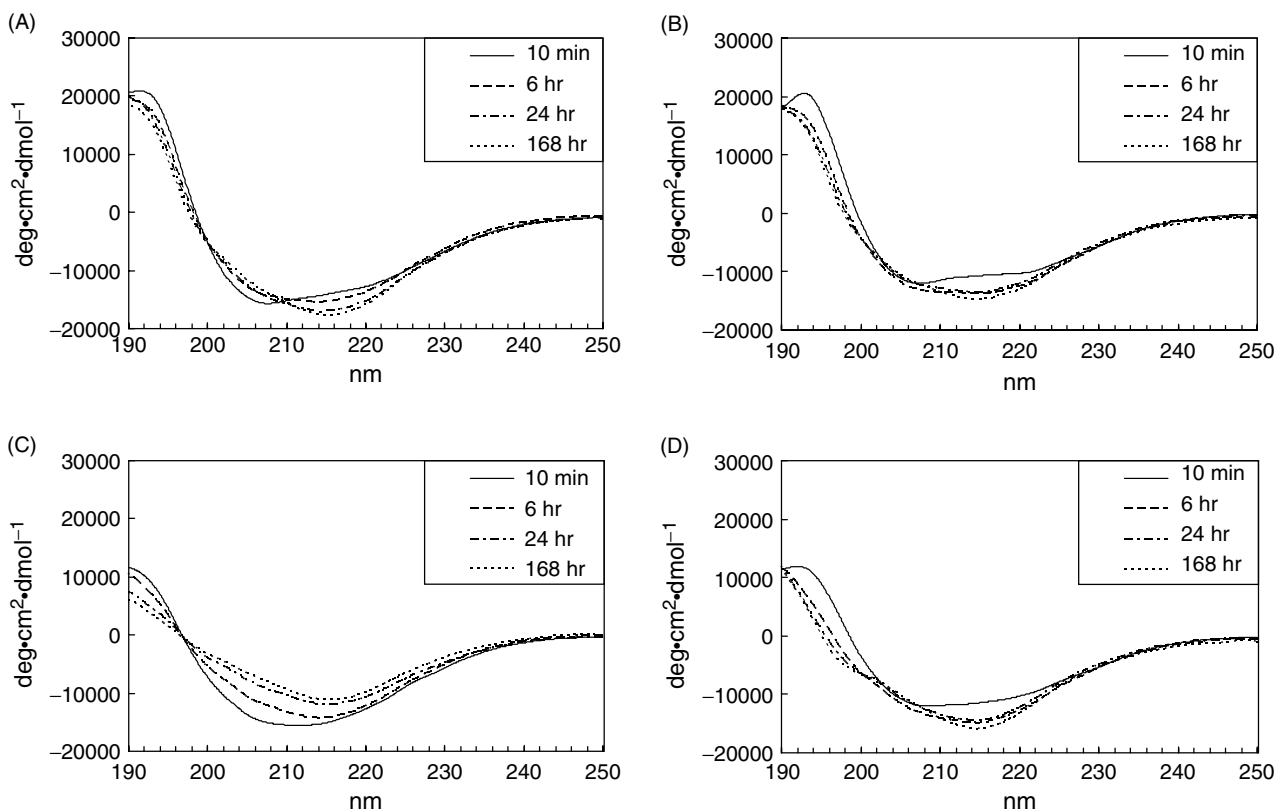 (A)
30000
20000
10000
0
−10000
−20000
deg•cm²•dmol⁻¹
190 200 210 220 230 240 250
nm
10 min
6 hr
24 hr
168 hr
(B)
30000
20000
10000
0
−10000
−20000
deg•cm²•dmol⁻¹
190 200 210 220 230 240 250
nm
10 min
6 hr
24 hr
168 hr
(C)
30000
20000
10000
0
−10000
−20000
deg•cm²•dmol⁻¹
190 200 210 220 230 240 250
nm
10 min
6 hr
24 hr
168 hr
(D)
30000
20000
10000
0
−10000
−20000
deg•cm²•dmol⁻¹
190 200 210 220 230 240 250
nm
10 min
6 hr
24 hr
168 hr